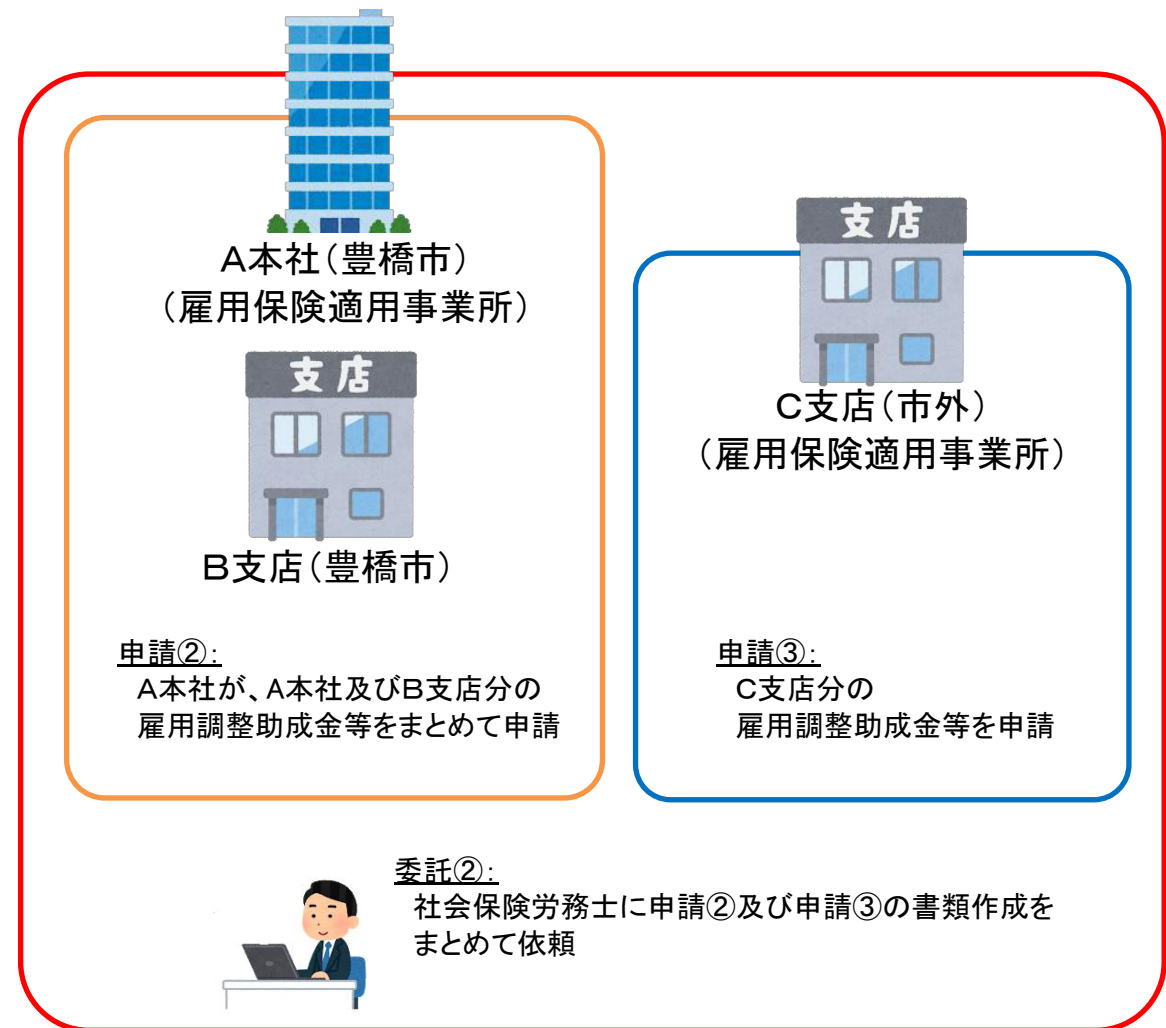 A本社(豊橋市)
(雇用保険適用事業所)
支店
B支店(豊橋市)
申請②:
A本社が、A本社及びB支店分の
雇用調整助成金等をまとめて申請
支店
C支店(市外)
(雇用保険適用事業所)
申請③:
C支店分の
雇用調整助成金等を申請
委託②:
社会保険労務士に申請②及び申請③の書類作成を
まとめて依頼